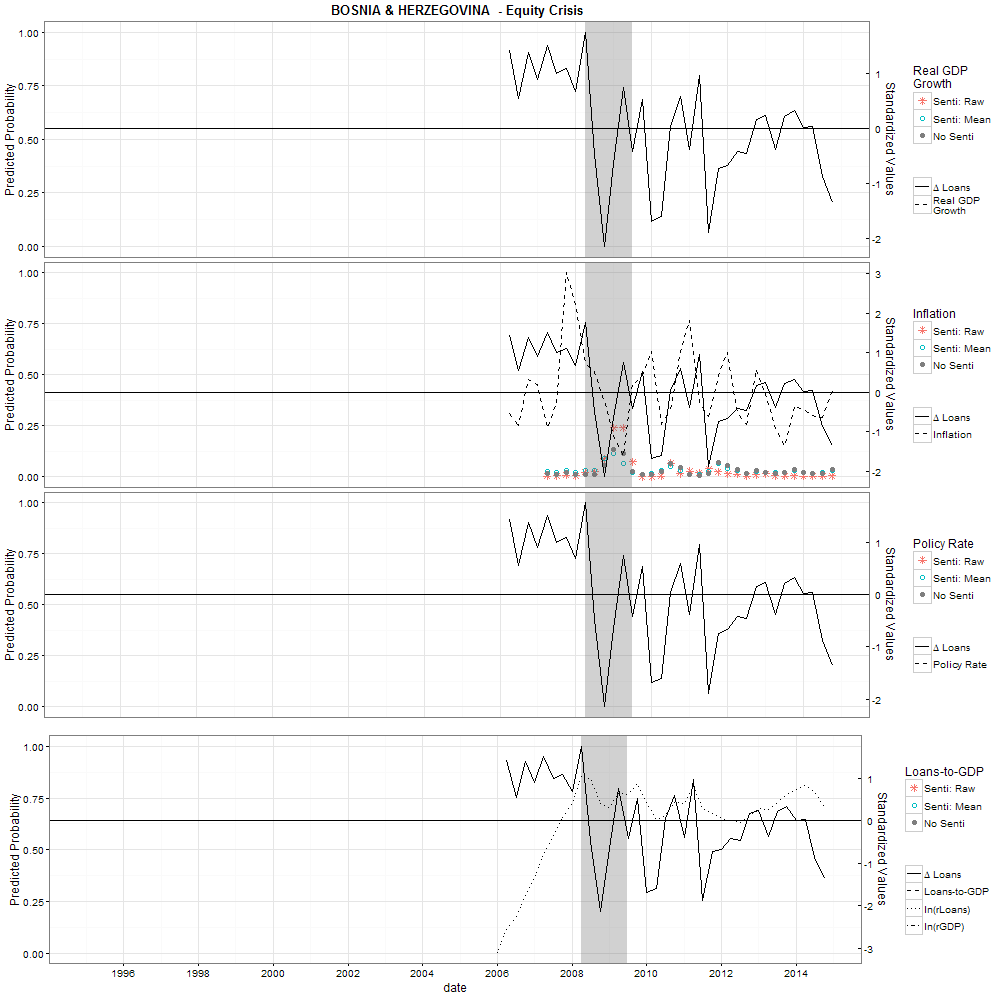 BOSNIA & HERZEGOVINA - Equity Crisis
1.00
0.75
0.50
0.25
0.00
Predicted Probability
1
0
-1
-2
Standardized Values
Real GDP
Growth
Senti: Raw
Senti: Mean
No Senti
Δ Loans
Real GDP
Growth
1.00
0.75
0.50
0.25
0.00
Predicted Probability
3
2
1
0
-1
-2
Standardized Values
Inflation
Senti: Raw
Senti: Mean
No Senti
Δ Loans
Inflation
1.00
0.75
0.50
0.25
0.00
Predicted Probability
1
0
-1
-2
Standardized Values
Policy Rate
Senti: Raw
Senti: Mean
No Senti
Δ Loans
Policy Rate
1.00
0.75
0.50
0.25
0.00
Predicted Probability
1
0
-1
-2
-3
Standardized Values
Loans-to-GDP
Senti: Raw
Senti: Mean
No Senti
Δ Loans
Loans-to-GDP
ln(rLoans)
ln(rGDP)
1996 1998 2000 2002 2004 2006 2008 2010 2012 2014
date